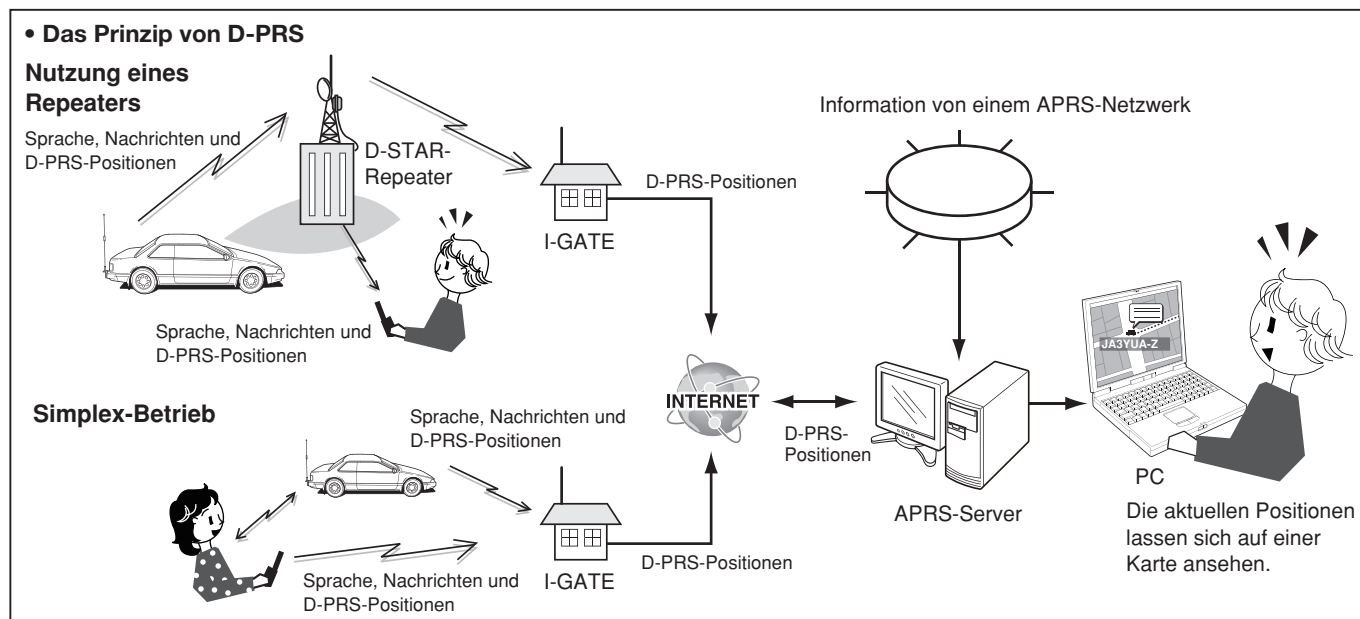 • Das Prinzip von D-PRS
Nutzung eines
Repeaters
Sprache, Nachrichten und
D-PRS-Positionen
D-STAR-
Repeater
Sprache, Nachrichten und
D-PRS-Positionen
I-GATE
D-PRS-Positionen
Information von einem APRS-Netzwerk
INTERNET
D-PRS-
Positionen
APRS-Server
JA3YUA-Z
PC
Die aktuellen Positionen
lassen sich auf einer
Karte ansehen.
Simplex-Betrieb
Sprache, Nachrichten und
D-PRS-Positionen
Sprache, Nachrichten und
D-PRS-Positionen
I-GATE
D-PRS-Positionen